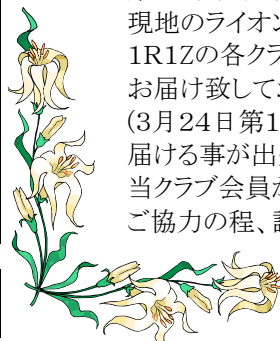 現地のライオン
1R1Zの各クラ
お届け致して
(3月24日第1
届ける事が出
当クラブ会員か
ご協力の程、